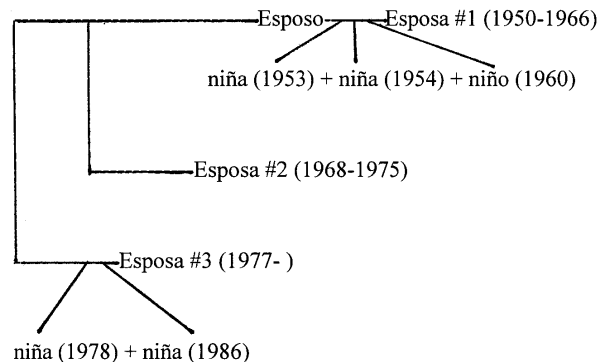 Esposo Esposa #1 (1950-1966)
niña (1953) + niña (1954) + niño (1960)
Esposa #2 (1968-1975)
Esposa #3 (1977- )
niña (1978) + niña (1986)